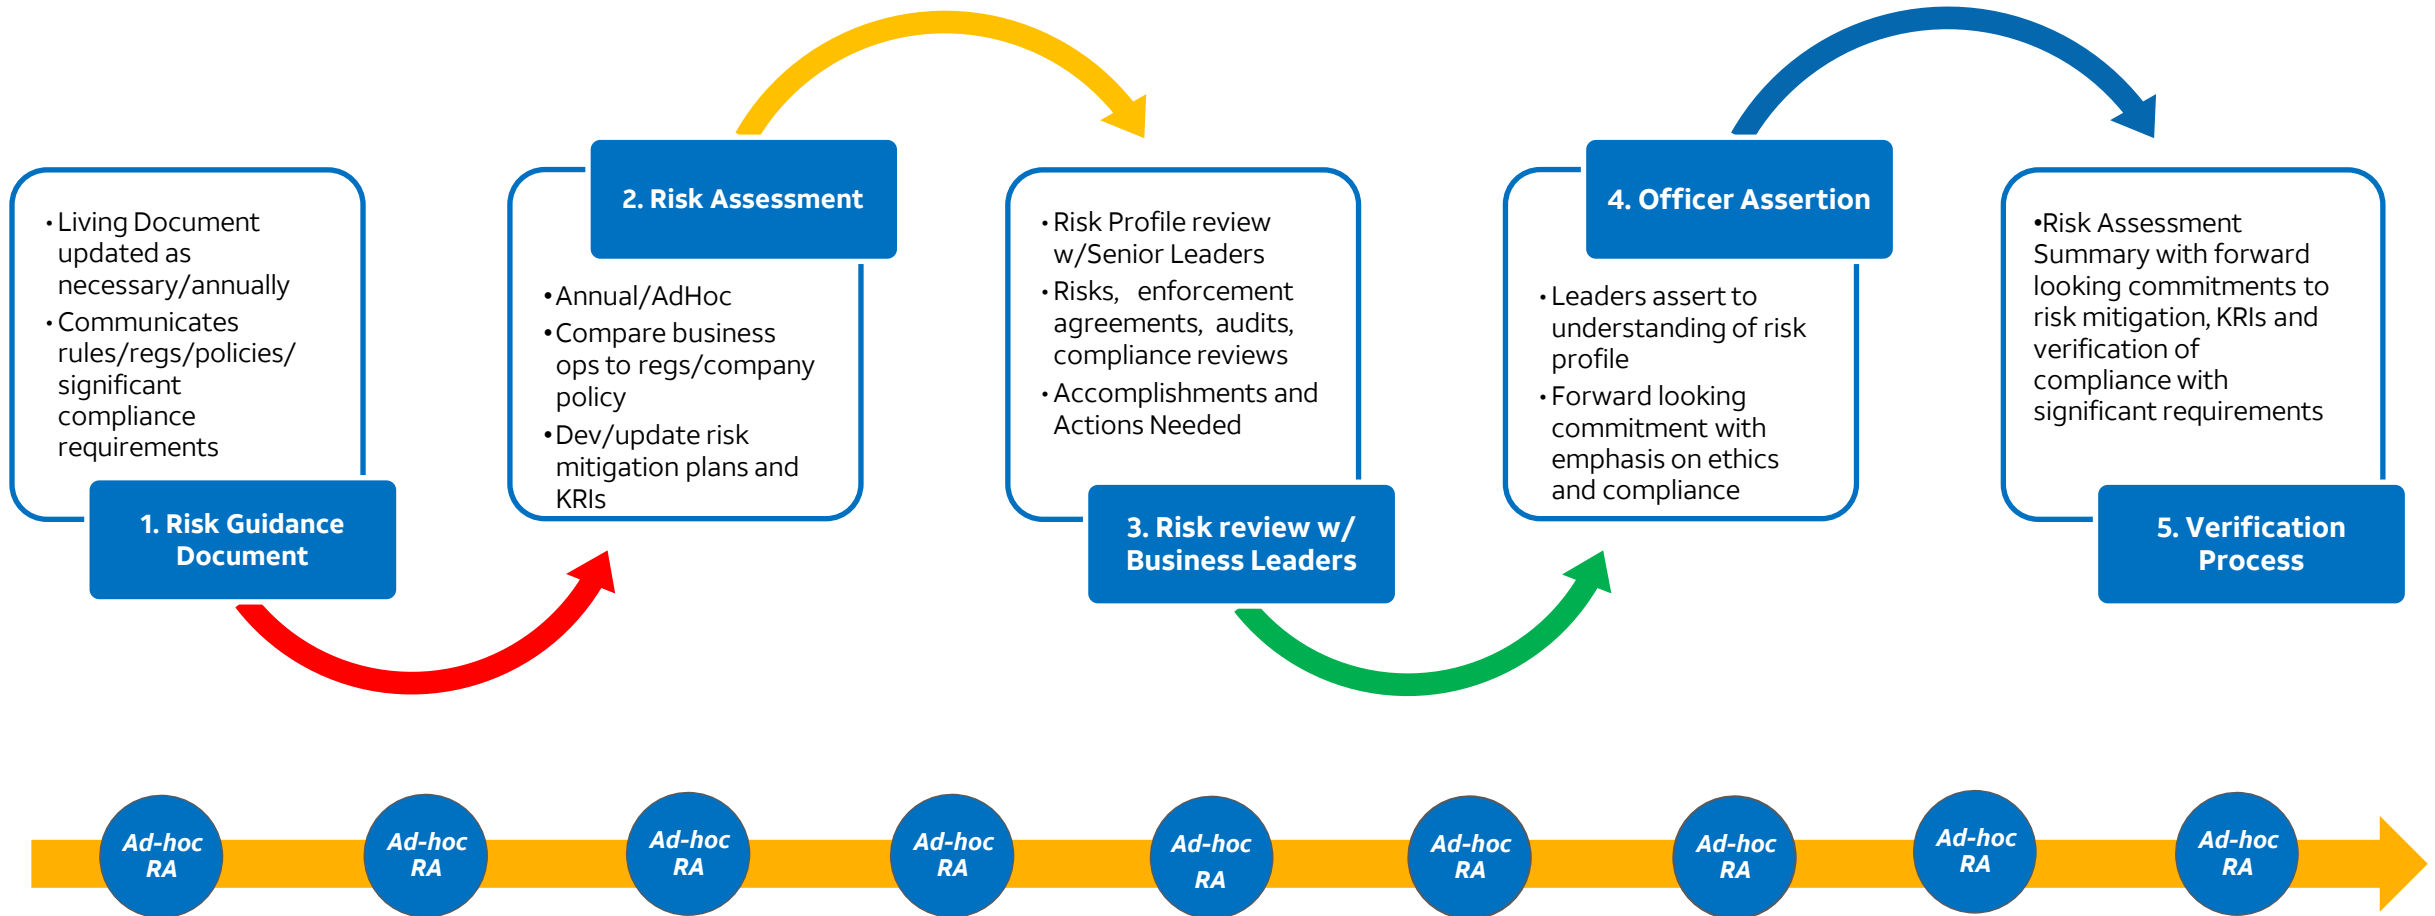 • Living Document
updated as
necessary/annually
• Communicates
rules/regs/policies/
significant
compliance
requirements
1. Risk Guidance
Document
2. Risk Assessment
•Annual/AdHoc
•Compare business
ops to regs/company
policy
•Dev/update risk
mitigation plans and
KRIs
• Risk Profile review
w/Senior Leaders
• Risks, enforcement
agreements, audits,
compliance reviews
• Accomplishments and
Actions Needed
3. Risk review w/
Business Leaders
4. Officer Assertion
• Leaders assert to
understanding of risk
profile
• Forward looking
commitment with
emphasis on ethics
and compliance
•Risk Assessment
Summary with forward
looking commitments to
risk mitigation, KRIs and
verification of
compliance with
significant requirements
5. Verification
Process
Ad-hoc
RA
Ad-hoc
RA
Ad-hoc
RA
Ad-hoc
RA
Ad-hoc
RA
Ad-hoc
RA
Ad-hoc
RA
Ad-hoc
RA
Ad-hoc
RA